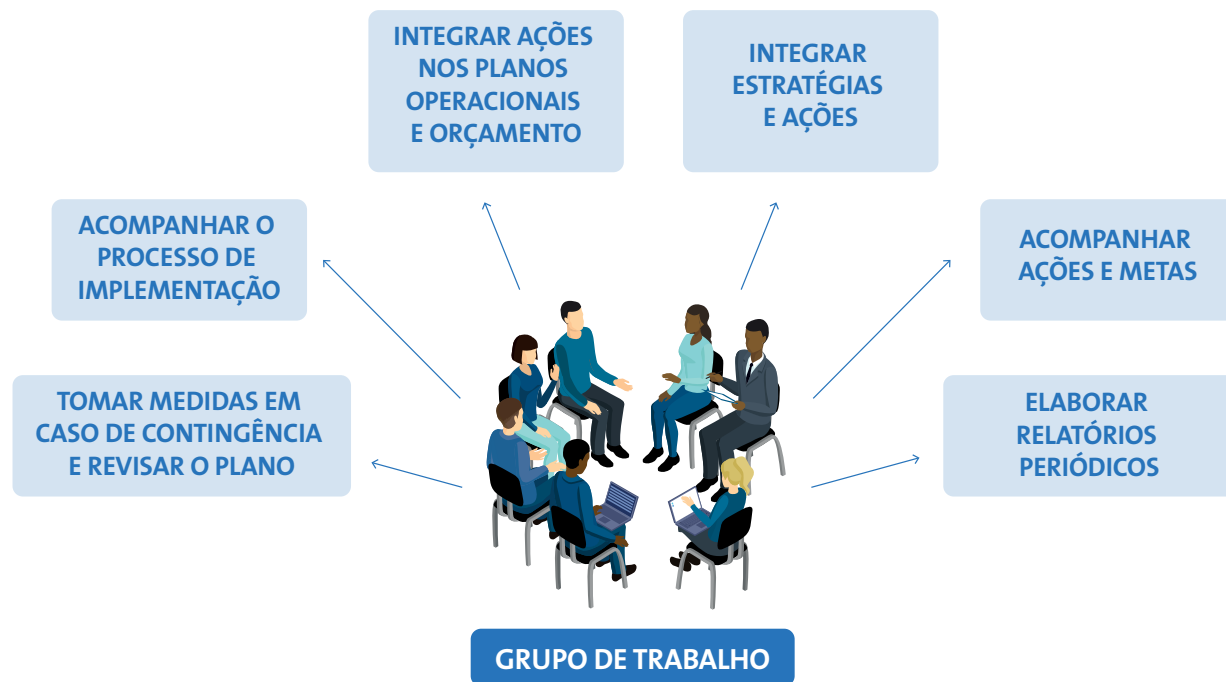 INTEGRAR AÇÕES
NOS PLANOS
OPERACIONAIS
E ORÇAMENTO
INTEGRAR
ESTRATÉGIAS
E AÇÕES
ACOMPANHAR O
PROCESSO DE
IMPLEMENTAÇÃO
ACOMPANHAR
AÇÕES E METAS
TOMAR MEDIDAS EM
CASO DE CONTINGÊNCIA
E REVISAR O PLANO
ELABORAR
RELATÓRIOS
PERIÓDICOS
GRUPO DE TRABALHO